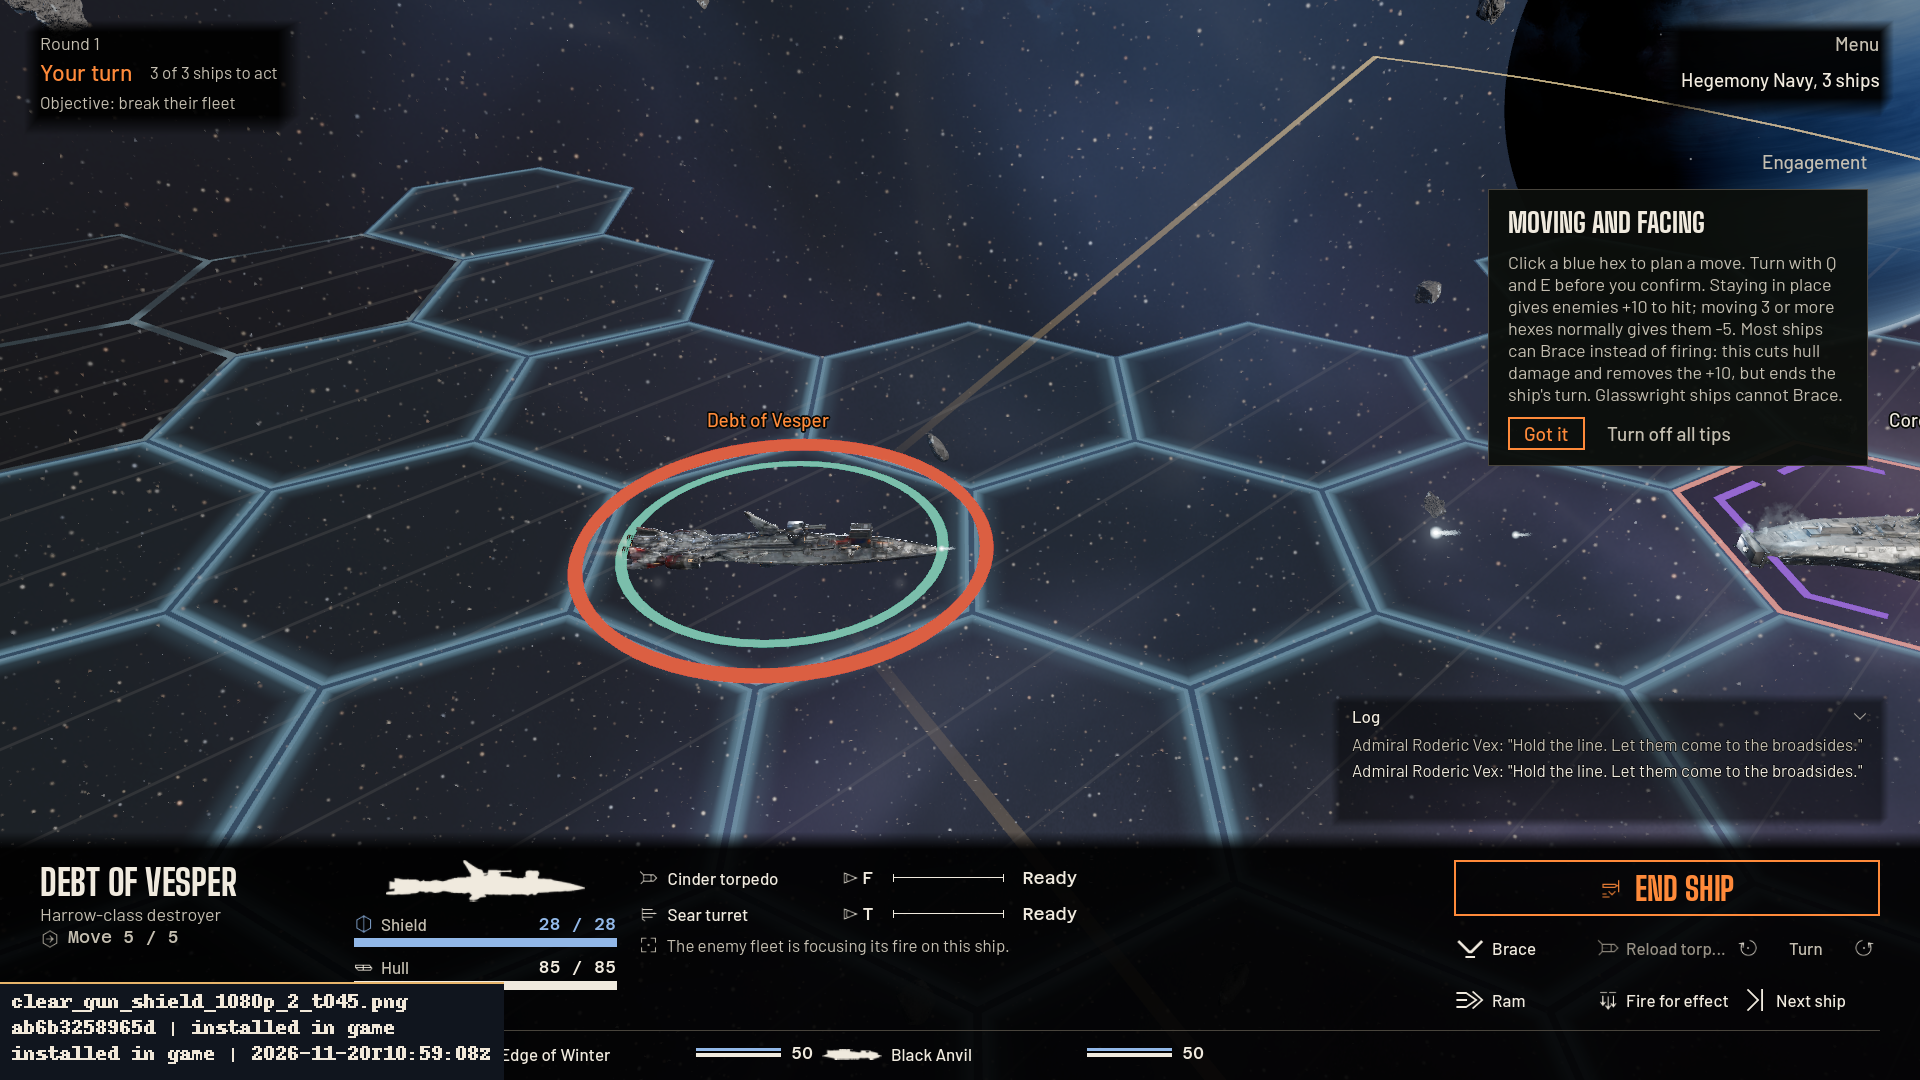 Round 1
Your turn 3 of 3 ships to act
Objective: break their fleet
Menu
Hegemony Navy, 3 ships
Engagement
MOVING AND FACING
Click a blue hex to plan a move. Turn with Q
and E before you confirm. Staying in place
gives enemies +10 to hit; moving 3 or more
hexes normally gives them -5. Most ships
can Brace instead of firing: this cuts hull
damage and removes the +10, but ends the
ship's turn. Glasswright ships cannot Brace.
Got it Turn off all tips
Debt of Vesper
Log
Admiral Roderic Vex: "Hold the line. Let them come to the broadsides."
Admiral Roderic Vex: "Hold the line. Let them come to the broadsides."
DEBT OF VESPER
Harrow-class destroyer
Move 5 / 5
Shield 28 / 28
Hull 85 / 85
Cinder torpedo F Ready
Sear turret T Ready
The enemy fleet is focusing its fire on this ship.
END SHIP
Brace Reload torp... Turn
Ram Fire for effect Next ship
clear_gun_shield_1080p_2_t045.png
ab6b3258965d | installed in game
installed in game | 2026-11-20T10:59:08Z
Edge of Winter 50 Black Anvil 50